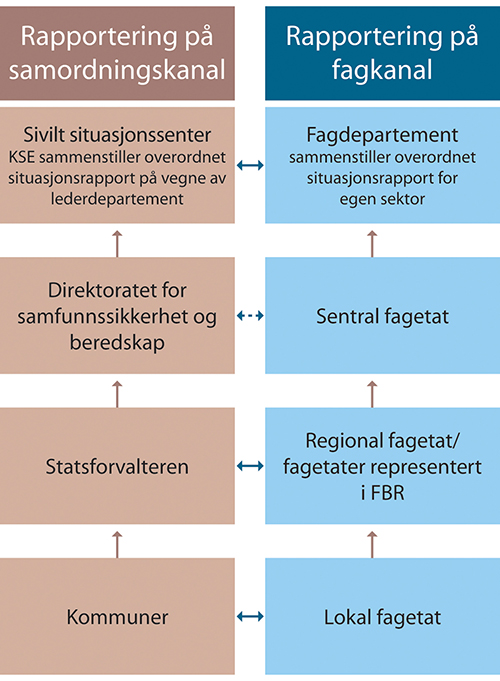 Rapportering på
samordningskanal
Rapportering på
fagkanal
Sivilt situasjonssenter
KSE sammenstiller overordnet
situasjonsrapport på vegne av
lederdepartement
Fagdepartement
sammenstiller overordnet
situasjonsrapport for
egen sektor
Direktoratet for
samfunnssikkerhet og
beredskap
Sentral fagetat
Statsforvalteren
Regional fagetat/
fagetater representert
i FBR
Kommuner
Lokal fagetat